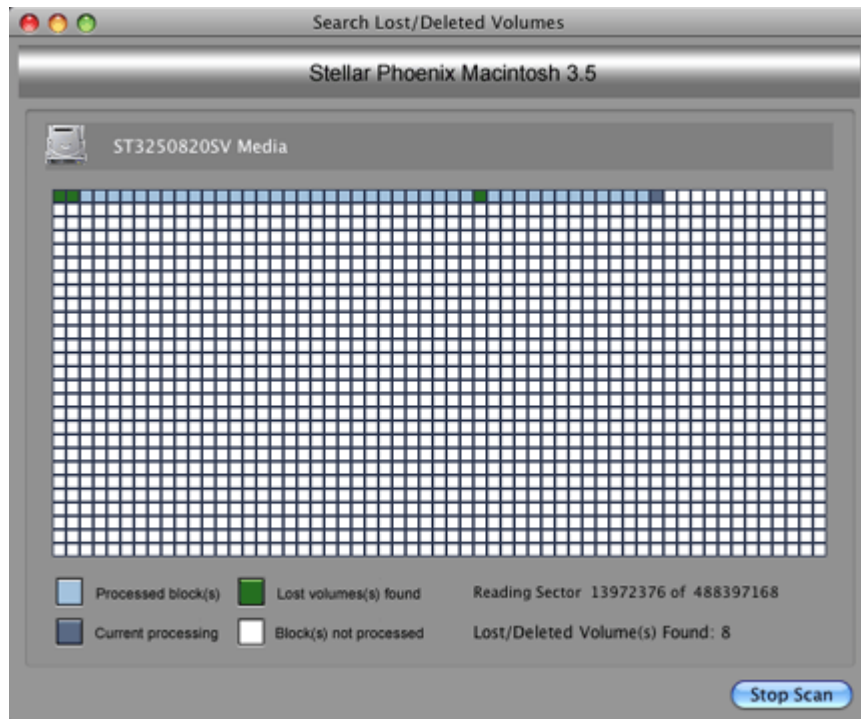 Search Lost/Deleted Volumes
Stellar Phoenix Macintosh 3.5
ST3250820SV Media
Processed block(s)
Lost volumes(s) found
Reading Sector 13972376 of 488397168
Current processing
Block(s) not processed
Lost/Deleted Volume(s) Found: 8
Stop Scan